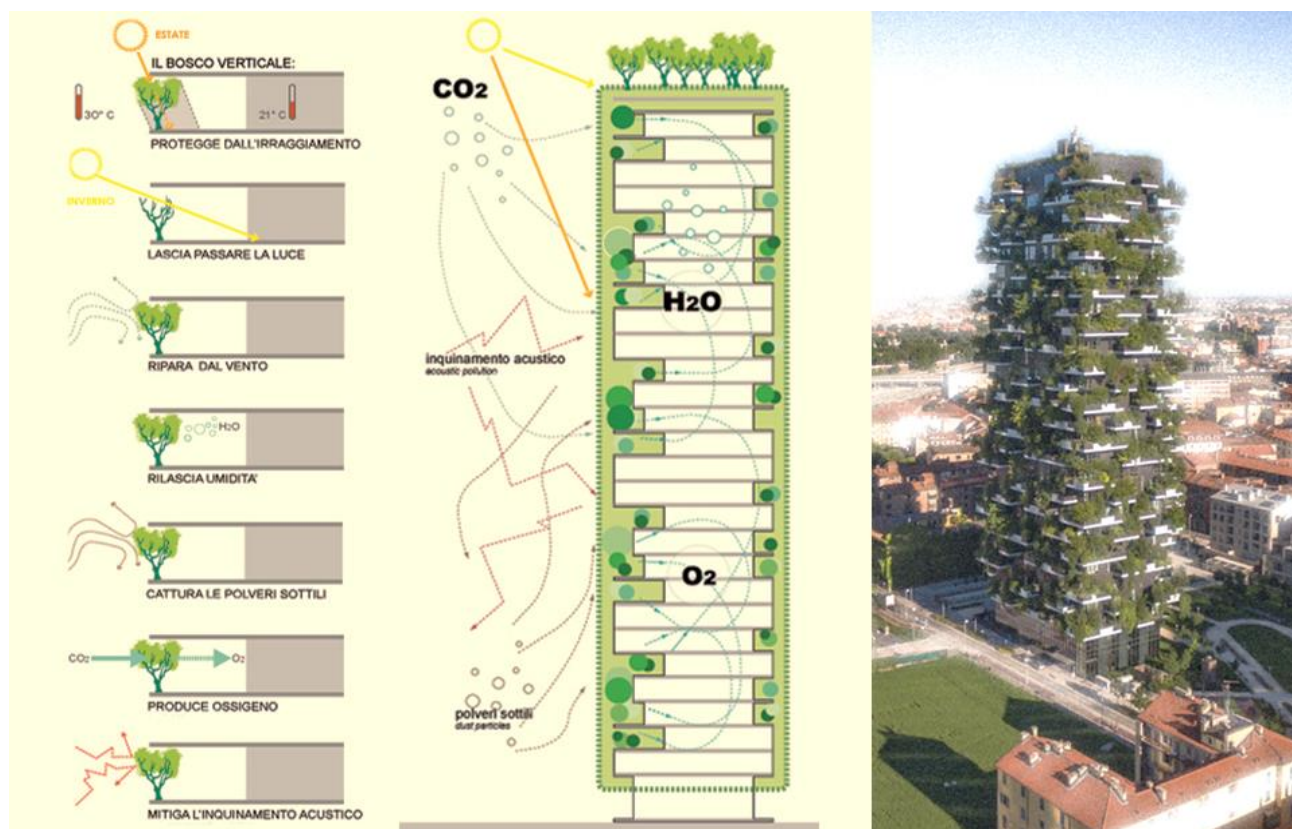 ESTATE
IL BOSCO VERTICALE:
30° C
21° C
PROTEGGE DALL'IRRAGGIAMENTO
INVERNO
LASCIA PASSARE LA LUCE
RIPARA DAL VENTO
H2O
RILASCIA UMIDITA'
CATTURA LE POLVERI SOTTILI
CO2
O2
PRODUCE OSSIGENO
MITIGA L'INQUINAMENTO ACUSTICO
CO2
H2O
inquinamento acustico
acoustic pollution
O2
polveri sottili
dust particles